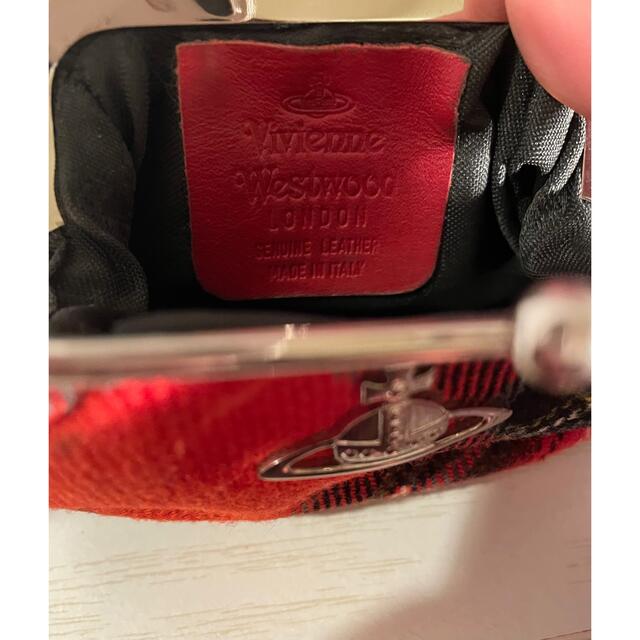 Vivienne
Westwood
LONDON
GENUINE LEATHER
MADE IN ITALY